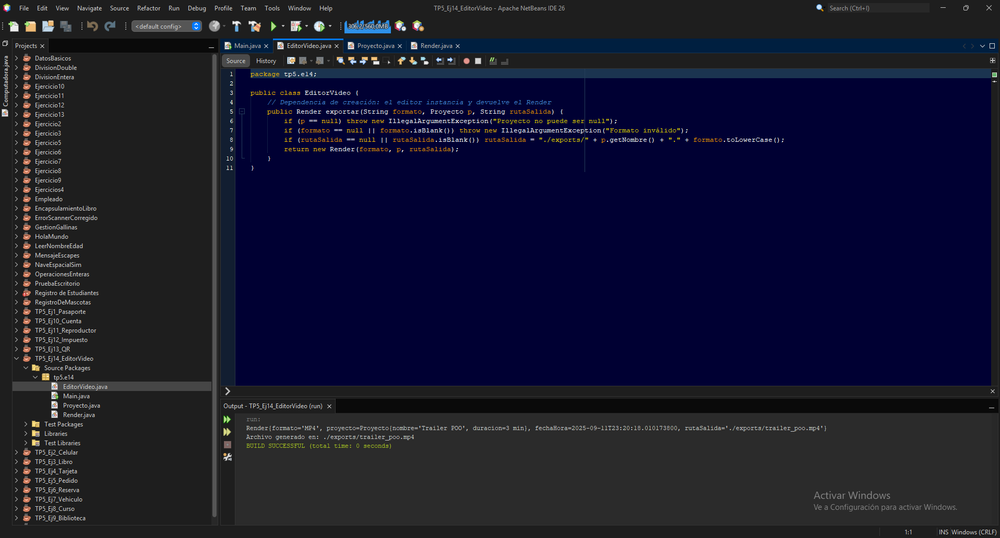 File Edit View Navigate Source Refactor Run Debug Profile Team Tools Window Help
TP5_Ej14_EditorVideo - Apache NetBeans IDE 26
Search (Ctrl+I)
<default config>
306,2/560,0MB
Computadora.java
Projects
DatosBasicos
DivisionDouble
DivisionEntera
Ejercicio10
Ejercicio11
Ejercicio12
Ejercicio13
Ejercicio2
Ejercicio3
Ejercicio5
Ejercicio6
Ejercicio7
Ejercicio8
Ejercicio9
Ejercicios4
Empleado
EncapsulamientoLibro
ErrorScannerCorregido
GestionGallinas
HolaMundo
LeerNombreEdad
MensajeEscapes
NaveEspacialSim
OperacionesEnteras
PruebaEscritorio
Registro de Estudiantes
RegistroDeMascotas
TP5_Ej1_Pasaporte
TP5_Ej10_Cuenta
TP5_Ej11_Reproductor
TP5_Ej12_Impuesto
TP5_Ej13_QR
TP5_Ej14_EditorVideo
Source Packages
tp5.e14
EditorVideo.java
Main.java
Proyecto.java
Render.java
Test Packages
Libraries
Test Libraries
TP5_Ej2_Celular
TP5_Ej3_Libro
TP5_Ej4_Tarjeta
TP5_Ej5_Pedido
TP5_Ej6_Reserva
TP5_Ej7_Vehiculo
TP5_Ej8_Curso
TP5_Ej9_Biblioteca
Main.java EditorVideo.java Proyecto.java Render.java
Source History
1 package tp5.e14;
2
3 public class EditorVideo {
4 // Dependencia de creación: el editor instancia y devuelve el Render
5 public Render exportar(String formato, Proyecto p, String rutaSalida) {
6 if (p == null) throw new IllegalArgumentException("Proyecto no puede ser null");
7 if (formato == null || formato.isBlank()) throw new IllegalArgumentException("Formato inválido");
8 if (rutaSalida == null || rutaSalida.isBlank()) rutaSalida = "./exports/" + p.getNombre() + "." + formato.toLowerCase();
9 return new Render(formato, p, rutaSalida);
10 }
11 }
Output - TP5_Ej14_EditorVideo (run)
run:
Render{formato='MP4', proyecto=Proyecto{nombre='Trailer POO', duracion=3 min}, fechaHora=2025-09-11T23:20:18.010173800, rutaSalida='./exports/trailer_poo.mp4'}
Archivo generado en: ./exports/trailer_poo.mp4
BUILD SUCCESSFUL (total time: 0 seconds)
Activar Windows
Ve a Configuración para activar Windows.
1:1 INS Windows (CRLF)